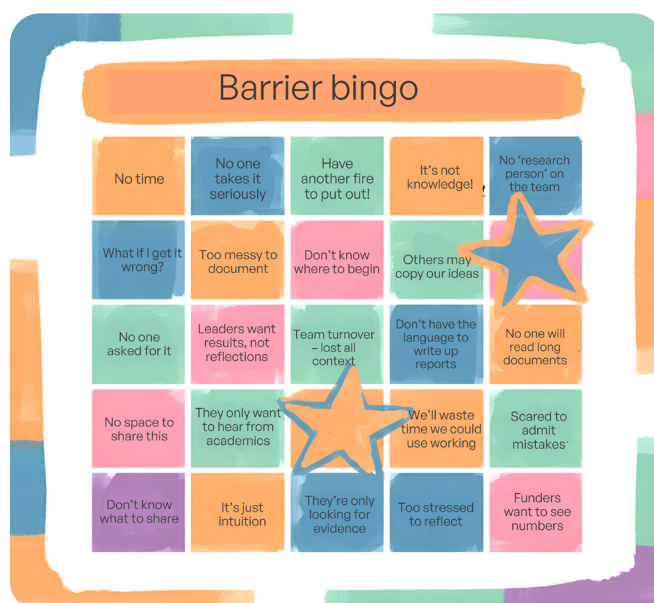 Barrier bingo
No time
No one
takes it
seriously
Have
another fire
to put out!
It's not
knowledge!
No 'research
person' on
the team
What if I get it
wrong?
Too messy to
document
Don't know
where to begin
Others may
copy our ideas
No one
asked for it
Leaders want
results, not
reflections
Team turnover
– lost all
context
Don't have the
language to
write up
reports
No one will
read long
documents
No space to
share this
They only want
to hear from
academics
We'll waste
time we could
use working
Scared to
admit
mistakes
Don't know
what to share
It's just
intuition
They're only
looking for
evidence
Too stressed
to reflect
Funders
want to see
numbers